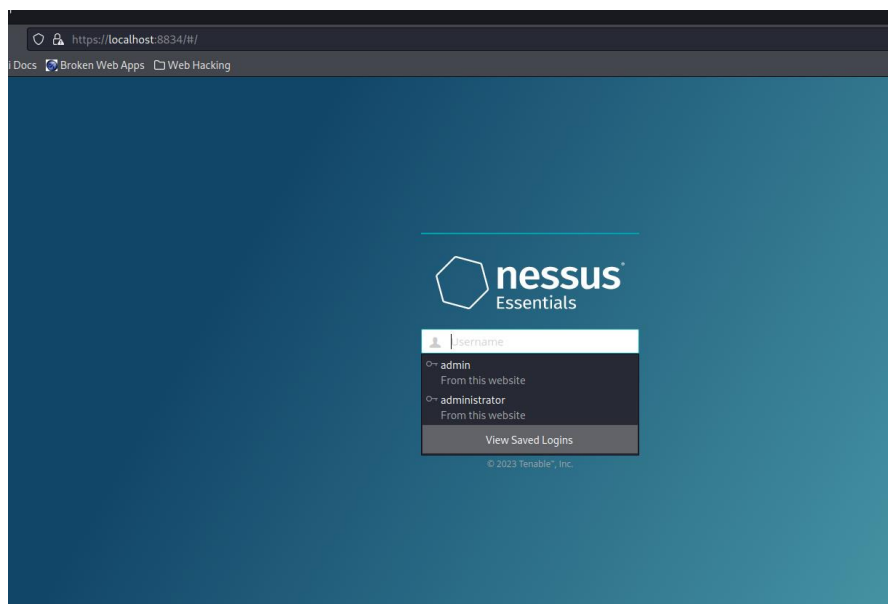 https://localhost:8834/#/
i Docs Broken Web Apps Web Hacking
nessus
Essentials
Username
admin
From this website
administrator
From this website
View Saved Logins
© 2023 Tenable™, Inc.